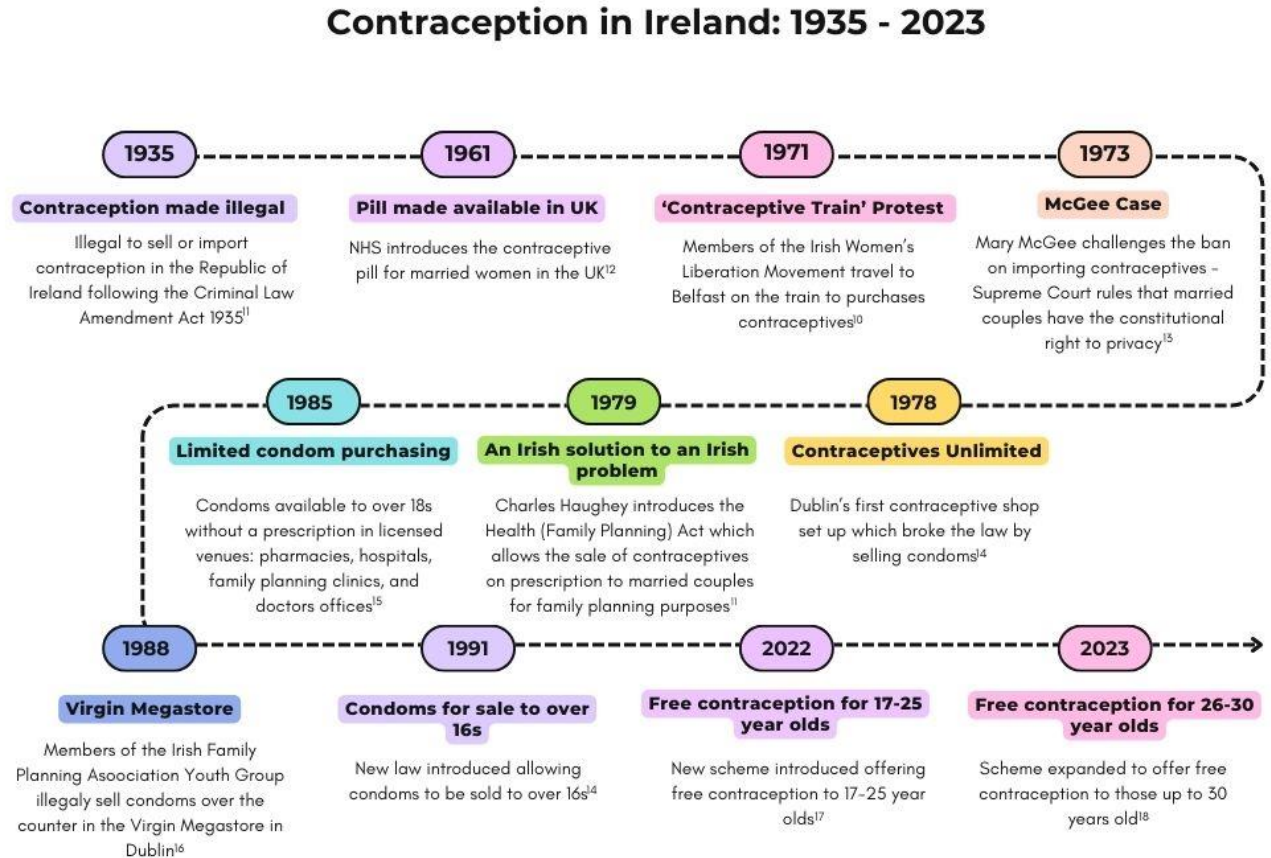 Contraception in Ireland: 1935 - 2023
1935
Contraception made illegal
Illegal to sell or import
contraception in the Republic of
Ireland following the Criminal Law
Amendment Act 1935¹¹
1961
Pill made available in UK
NHS introduces the contraceptive
pill for married women in the UK¹²
1971
‘Contraceptive Train’ Protest
Members of the Irish Women’s
Liberation Movement travel to
Belfast on the train to purchases
contraceptives¹⁰
1973
McGee Case
Mary McGee challenges the ban
on importing contraceptives -
Supreme Court rules that married
couples have the constitutional
right to privacy¹³
1978
Contraceptives Unlimited
Dublin’s first contraceptive shop
set up which broke the law by
selling condoms¹⁴
1979
An Irish solution to an Irish
problem
Charles Haughey introduces the
Health (Family Planning) Act which
allows the sale of contraceptives
on prescription to married couples
for family planning purposes¹¹
1985
Limited condom purchasing
Condoms available to over 18s
without a prescription in licensed
venues: pharmacies, hospitals,
family planning clinics, and
doctors offices¹⁵
1988
Virgin Megastore
Members of the Irish Family
Planning Asoociation Youth Group
illegaly sell condoms over the
counter in the Virgin Megastore in
Dublin¹⁶
1991
Condoms for sale to over
16s
New law introduced allowing
condoms to be sold to over 16s¹⁴
2022
Free contraception for 17-25
year olds
New scheme introduced offering
free contraception to 17-25 year
olds¹⁷
2023
Free contraception for 26-30
year olds
Scheme expanded to offer free
contraception to those up to 30
years old¹⁸